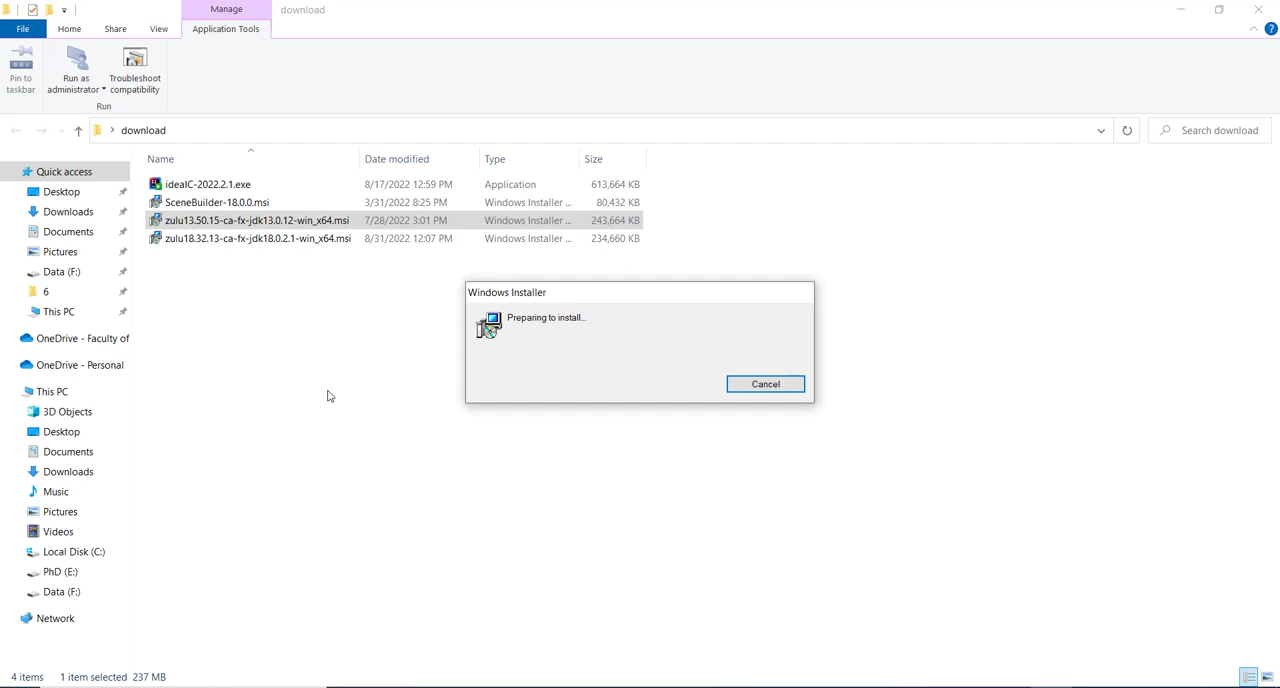 Manage
download
File
Home
Share
View
Application Tools
Pin to
taskbar
Run as
administrator
Troubleshoot
compatibility
Run
download
Search download
Name
Date modified
Type
Size
ideaIC-2022.2.1.exe
8/17/2022 12:59 PM
Application
613,664 KB
SceneBuilder-18.0.0.msi
3/31/2022 8:25 PM
Windows Installer ...
80,432 KB
zulu13.50.15-ca-fx-jdk13.0.12-win_x64.msi
7/28/2022 3:01 PM
Windows Installer ...
243,664 KB
zulu18.32.13-ca-fx-jdk18.0.2.1-win_x64.msi
8/31/2022 12:07 PM
Windows Installer ...
234,660 KB
Quick access
Desktop
Downloads
Documents
Pictures
Data (F:)
6
This PC
OneDrive - Faculty of
OneDrive - Personal
This PC
3D Objects
Desktop
Documents
Downloads
Music
Pictures
Videos
Local Disk (C:)
PhD (E:)
Data (F:)
Network
Windows Installer
Preparing to install...
Cancel
4 items
1 item selected
237 MB